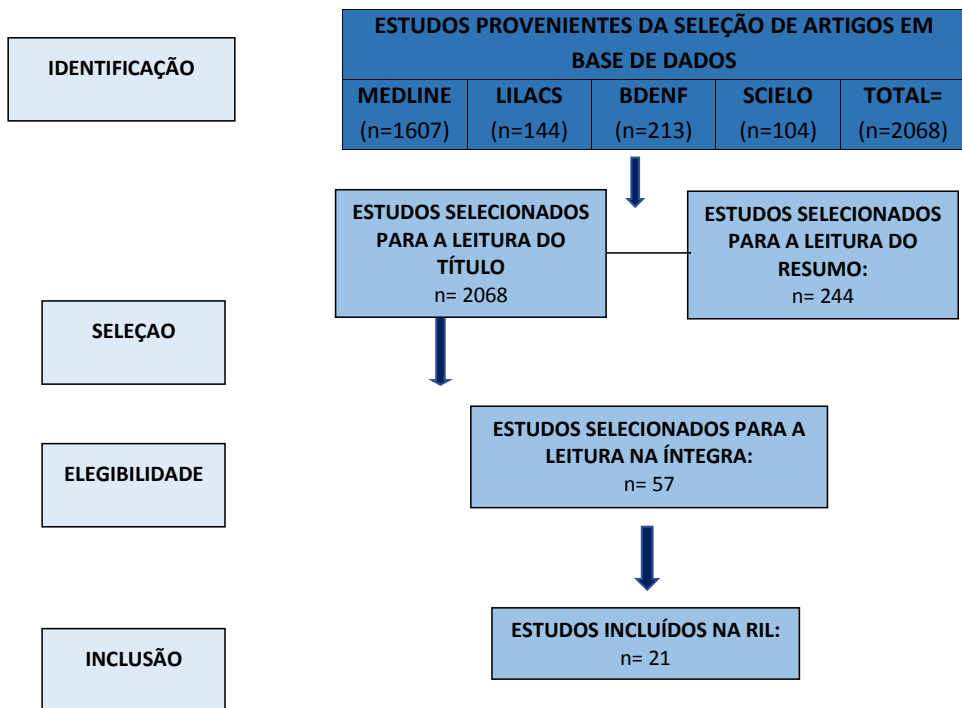 IDENTIFICAÇÃO
ESTUDOS PROVENIENTES DA SELEÇÃO DE ARTIGOS EM
BASE DE DADOS
MEDLINE LILACS BDENF SCIELO TOTAL=
(n=1607) (n=144) (n=213) (n=104) (n=2068)
ESTUDOS SELECIONADOS
PARA A LEITURA DO
TÍTULO
n= 2068
ESTUDOS SELECIONADOS
PARA A LEITURA DO
RESUMO:
n= 244
SELEÇAO
ELEGIBILIDADE
ESTUDOS SELECIONADOS PARA A
LEITURA NA ÍNTEGRA:
n= 57
INCLUSÃO
ESTUDOS INCLUÍDOS NA RIL:
n= 21